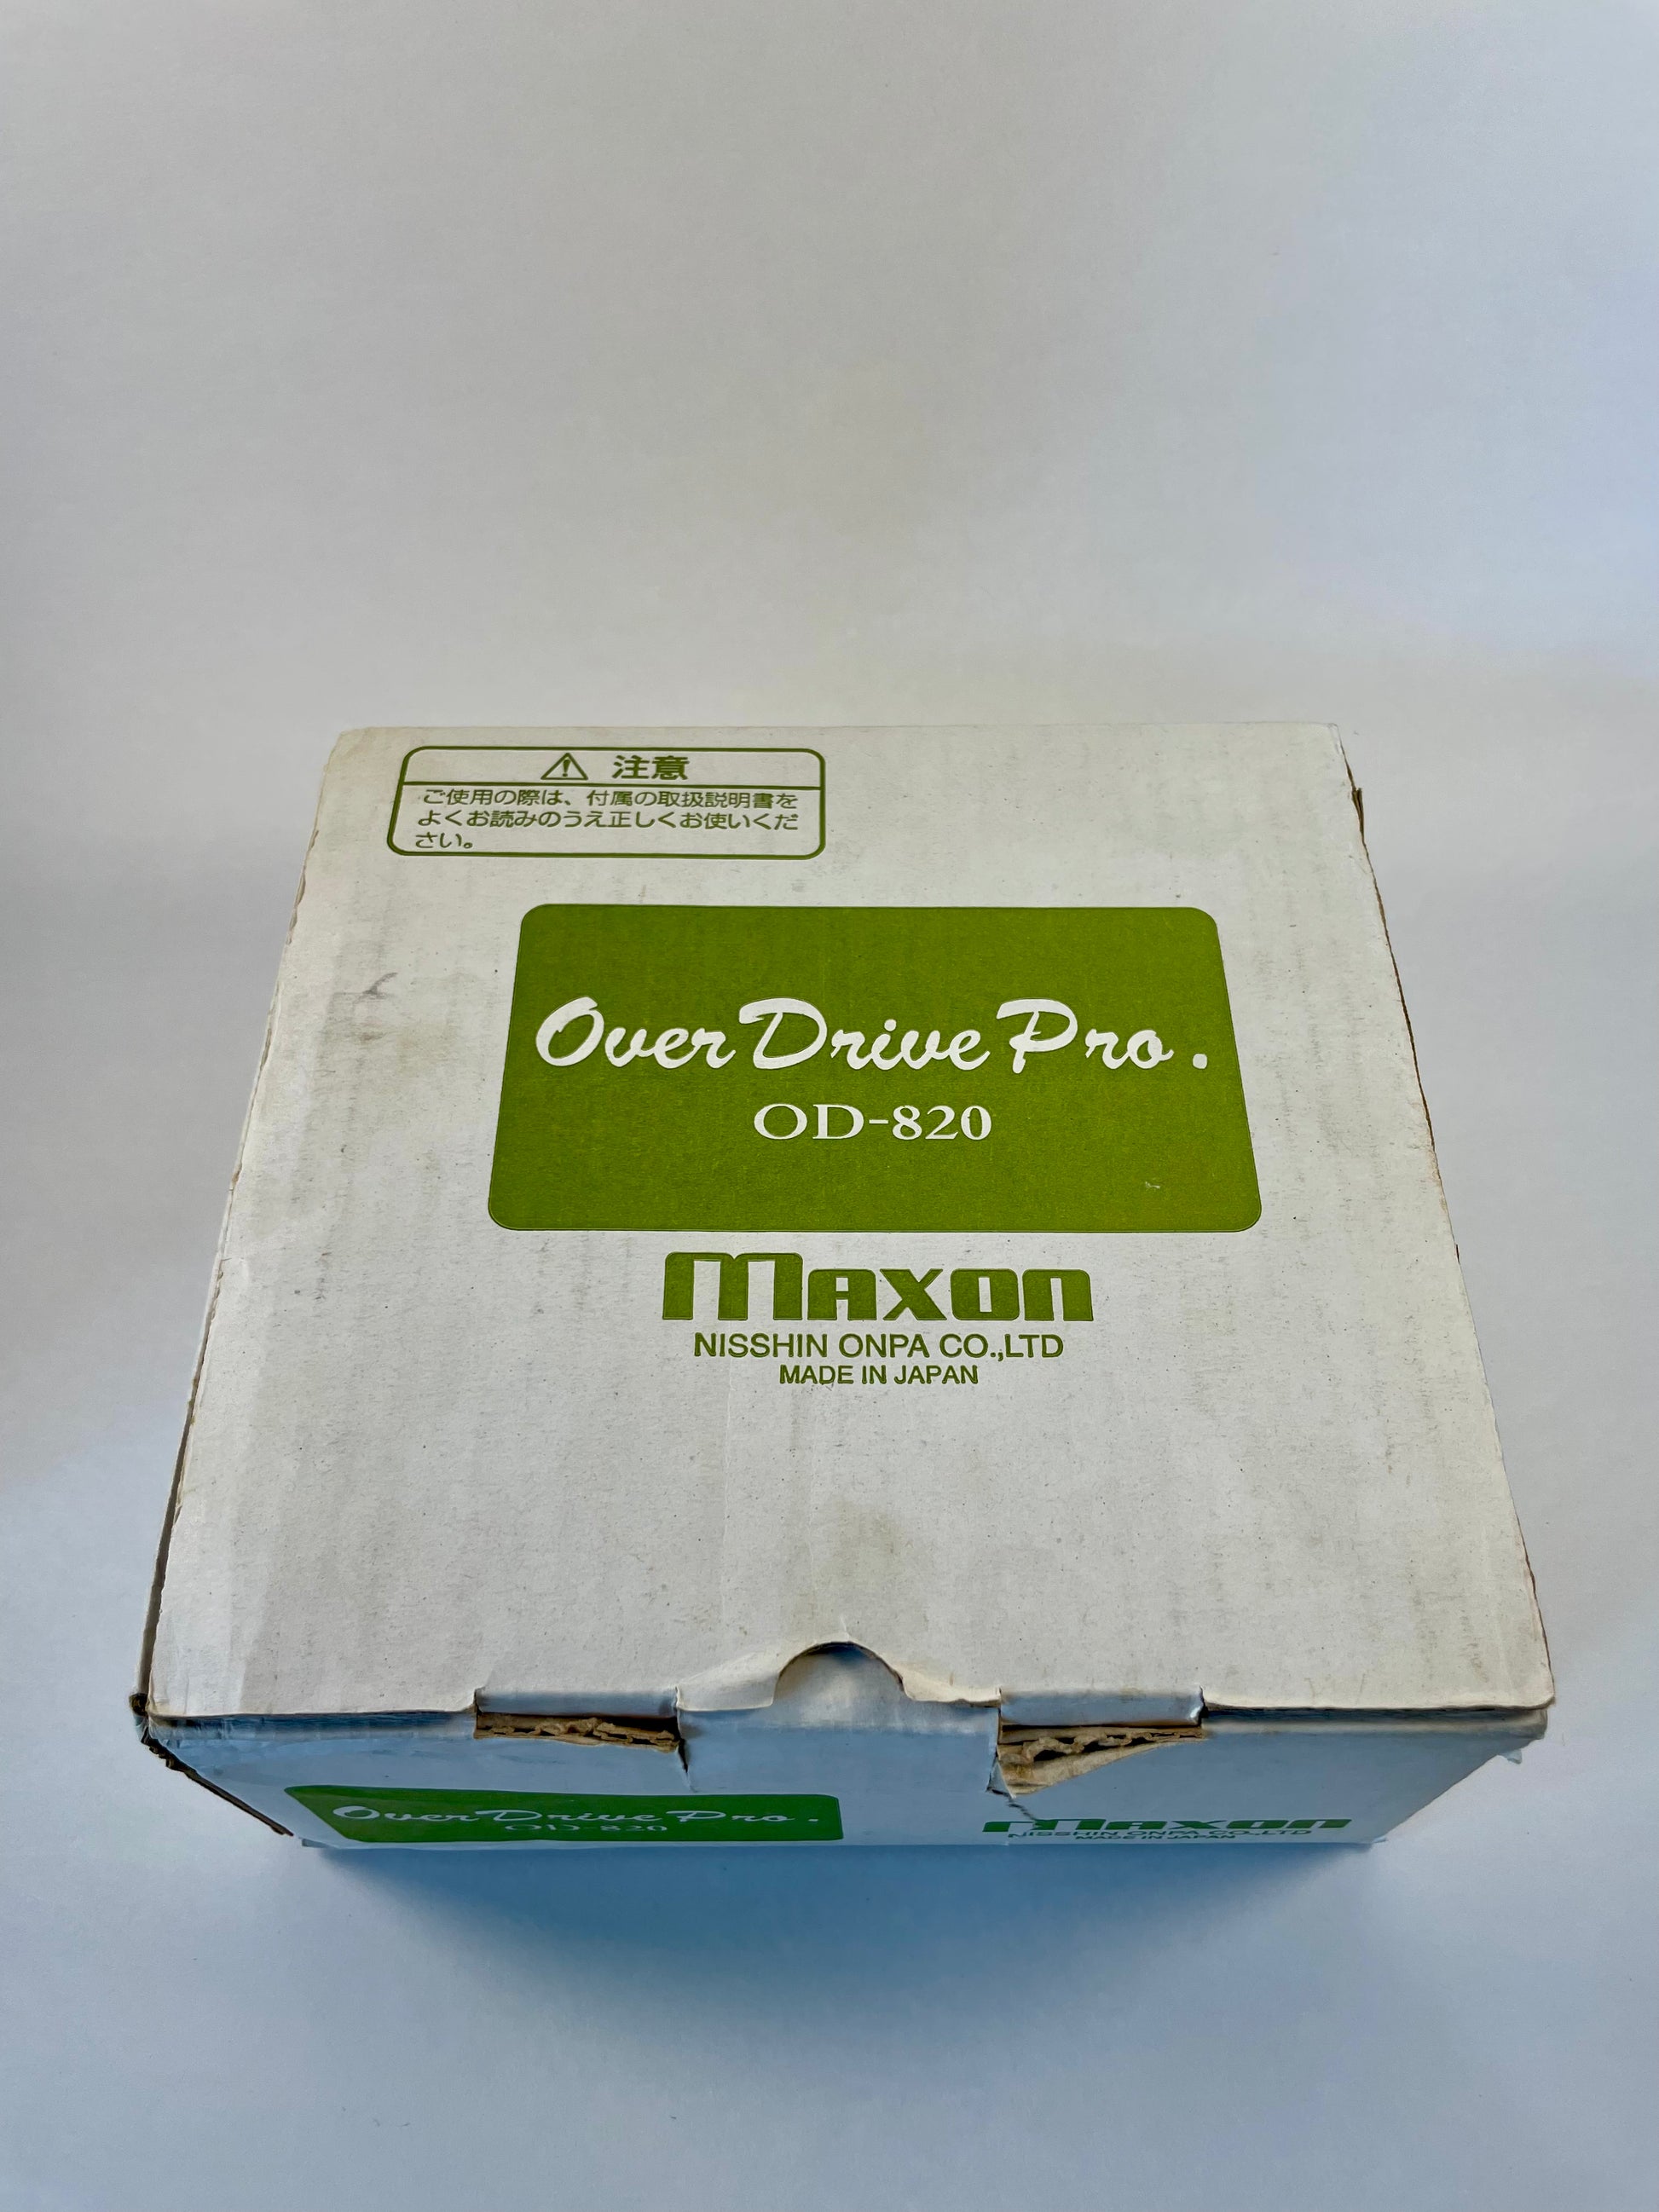 注意
ご使用の際は、付属の取扱説明書を
よくお読みのうえ正しくお使いくだ
さい。
Over Drive Pro.
OD-820
MAXON
NISSHIN ONPA CO.,LTD
MADE IN JAPAN
Over Drive Pro.
OD-820
MAXON
NISSHIN ONPA CO.,LTD
MADE IN JAPAN